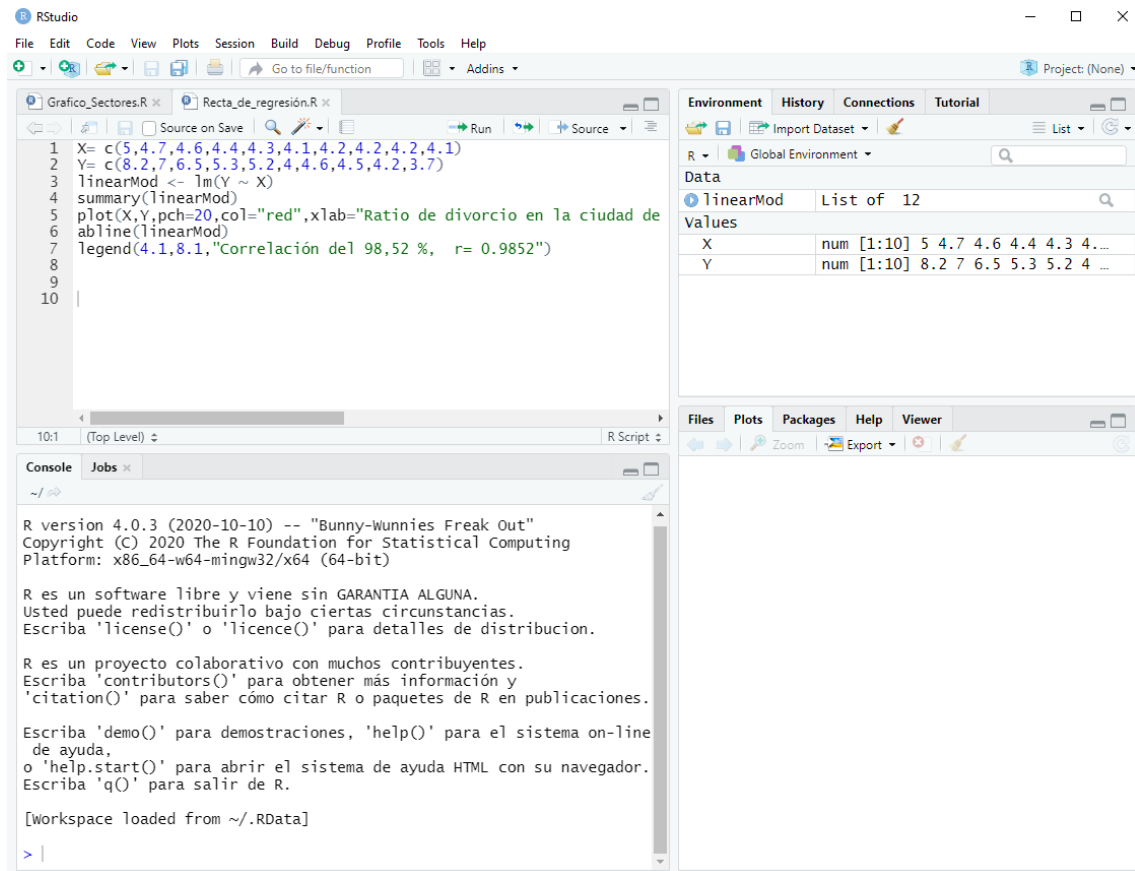 RStudio
File Edit Code View Plots Session Build Debug Profile Tools Help
Go to file/function Addins Project: (None)
Grafico_Sectores.R Recta_de_regresión.R
Source on Save Run Source
1 X= c(5,4.7,4.6,4.4,4.3,4.1,4.2,4.2,4.2,4.1)
2 Y= c(8.2,7,6.5,5.3,5.2,4,4.6,4.5,4.2,3.7)
3 linearMod <- lm(Y ~ X)
4 summary(linearMod)
5 plot(X,Y,pch=20,col="red",xlab="Ratio de divorcio en la ciudad de
6 abline(linearMod)
7 legend(4.1,8.1,"Correlación del 98,52 %, r= 0.9852")
8
9
10
10:1 (Top Level) R Script
Console Jobs
~/
R version 4.0.3 (2020-10-10) -- "Bunny-Wunnies Freak Out"
Copyright (C) 2020 The R Foundation for Statistical Computing
Platform: x86_64-w64-mingw32/x64 (64-bit)
R es un software libre y viene sin GARANTIA ALGUNA.
Usted puede redistribuirlo bajo ciertas circunstancias.
Escriba 'license()' o 'licence()' para detalles de distribucion.
R es un proyecto colaborativo con muchos contribuyentes.
Escriba 'contributors()' para obtener más información y
'citation()' para saber cómo citar R o paquetes de R en publicaciones.
Escriba 'demo()' para demostraciones, 'help()' para el sistema on-line
de ayuda,
o 'help.start()' para abrir el sistema de ayuda HTML con su navegador.
Escriba 'q()' para salir de R.
[Workspace loaded from ~/.RData]
>
Environment History Connections Tutorial
Import Dataset List
R Global Environment
Data
linearMod List of 12
Values
X num [1:10] 5 4.7 4.6 4.4 4.3 4.…
Y num [1:10] 8.2 7 6.5 5.3 5.2 4 …
Files Plots Packages Help Viewer
Zoom Export